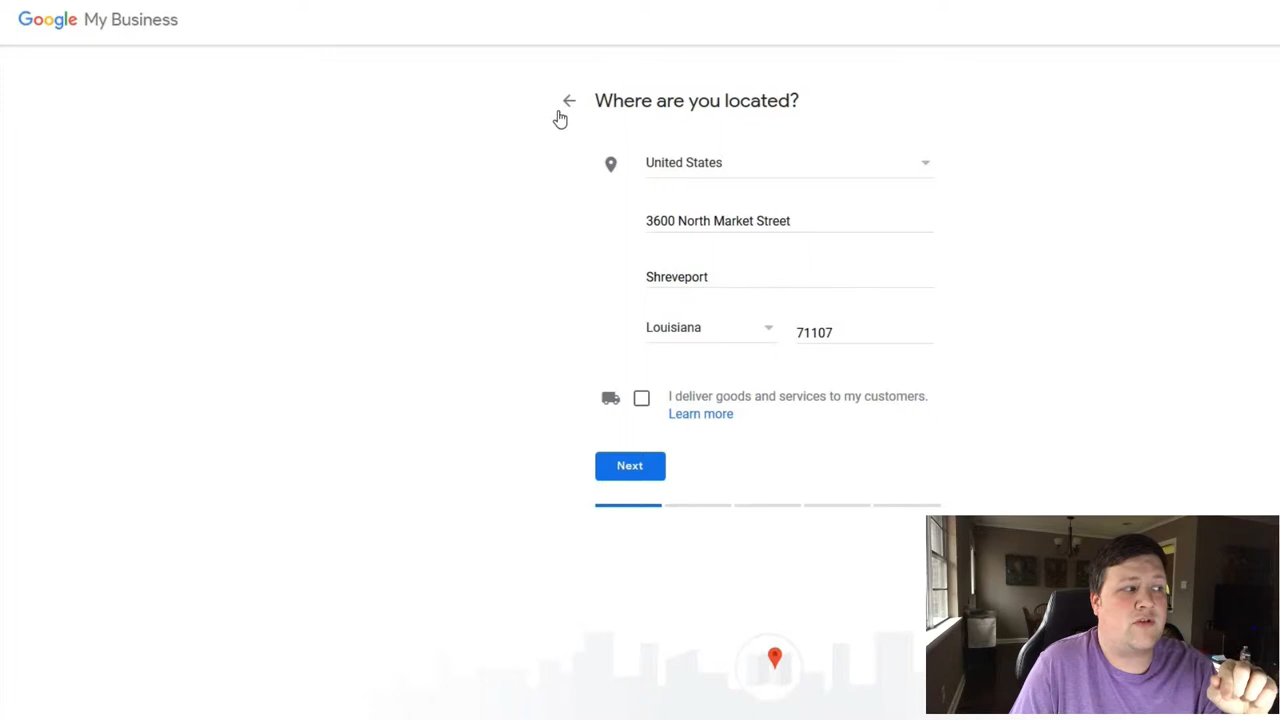 Google My Business
Where are you located?
United States
3600 North Market Street
Shreveport
Louisiana
71107
I deliver goods and services to my customers.
Learn more
Next